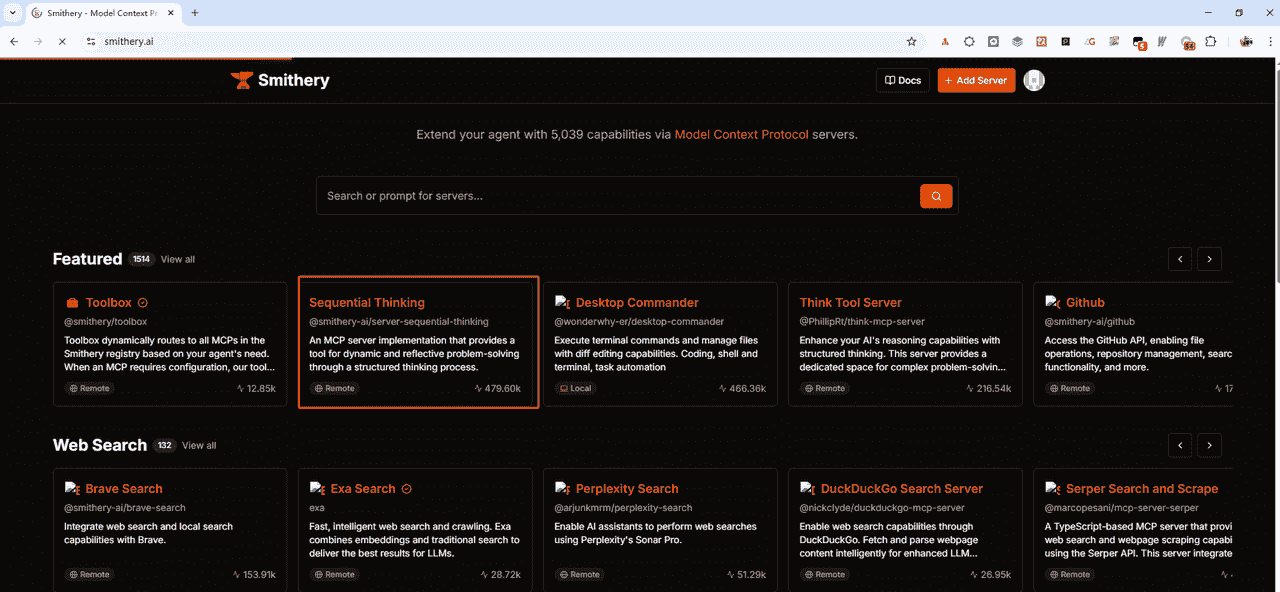 Smithery - Model Context Pr
smithery.ai
Smithery
Docs
+ Add Server
Extend your agent with 5,039 capabilities via Model Context Protocol servers.
Search or prompt for servers...
Featured 1514 View all
Toolbox
@smithery/toolbox
Toolbox dynamically routes to all MCPs in the
Smithery registry based on your agent's need.
When an MCP requires configuration, our tool...
Remote 12.85k
Sequential Thinking
@smithery-ai/server-sequential-thinking
An MCP server implementation that provides a
tool for dynamic and reflective problem-solving
through a structured thinking process.
Remote 479.60k
Desktop Commander
@wonderwhy-er/desktop-commander
Execute terminal commands and manage files
with diff editing capabilities. Coding, shell and
terminal, task automation
Local 466.36k
Think Tool Server
@PhillipRt/think-mcp-server
Enhance your AI's reasoning capabilities with
structured thinking. This server provides a
dedicated space for complex problem-solvin...
Remote 216.54k
Github
@smithery-ai/github
Access the GitHub API, enabling file
operations, repository management, searc
functionality, and more.
Remote 17
Web Search 132 View all
Brave Search
@smithery-ai/brave-search
Integrate web search and local search
capabilities with Brave.
Remote 153.91k
Exa Search
exa
Fast, intelligent web search and crawling. Exa
combines embeddings and traditional search to
deliver the best results for LLMs.
Remote 28.72k
Perplexity Search
@arjunkmrm/perplexity-search
Enable AI assistants to perform web searches
using Perplexity's Sonar Pro.
Remote 51.29k
DuckDuckGo Search Server
@nickclyde/duckduckgo-mcp-server
Enable web search capabilities through
DuckDuckGo. Fetch and parse webpage
content intelligently for enhanced LLM...
Remote 26.95k
Serper Search and Scrape
@marcopesani/mcp-server-serper
A TypeScript-based MCP server that provi
web search and webpage scraping capabi
using the Serper API. This server integrate
Remote